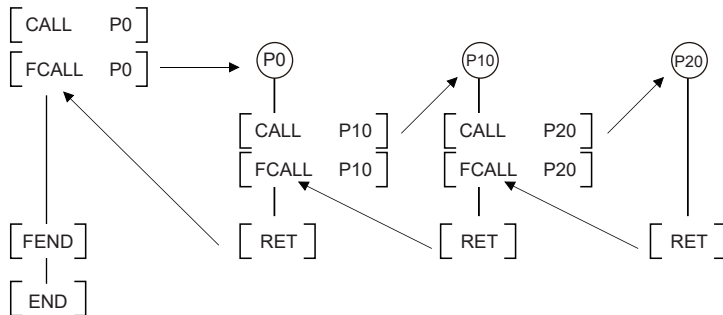 CALL P0
FCALL P0
P0
P10
P20
CALL P10
CALL P20
FCALL P10
FCALL P20
FEND
RET
RET
RET
END